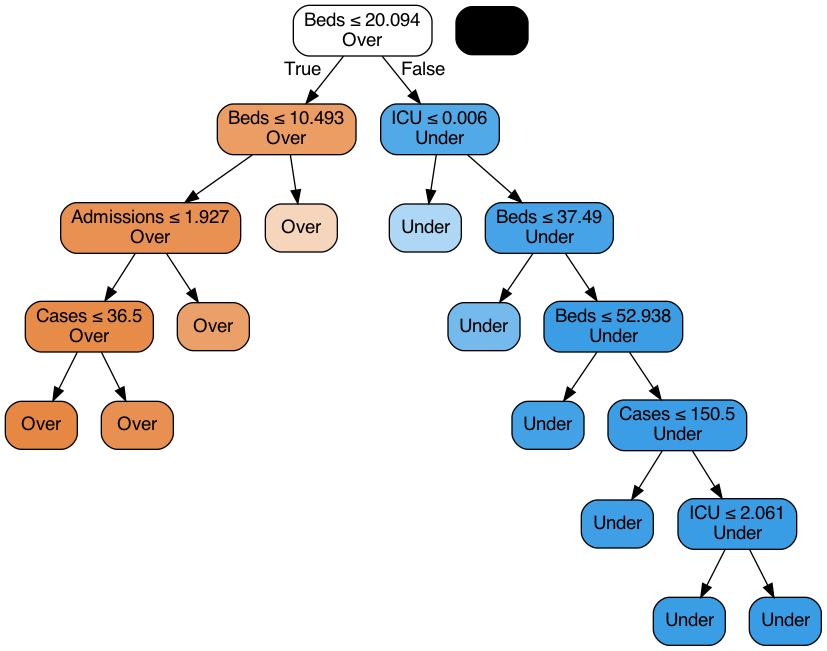 Beds ≤ 20.094
Over
True
False
Beds ≤ 10.493
Over
ICU ≤ 0.006
Under
Admissions ≤ 1.927
Over
Over
Under
Beds ≤ 37.49
Under
Cases ≤ 36.5
Over
Over
Under
Beds ≤ 52.938
Under
Over
Over
Under
Cases ≤ 150.5
Under
Under
ICU ≤ 2.061
Under
Under
Under